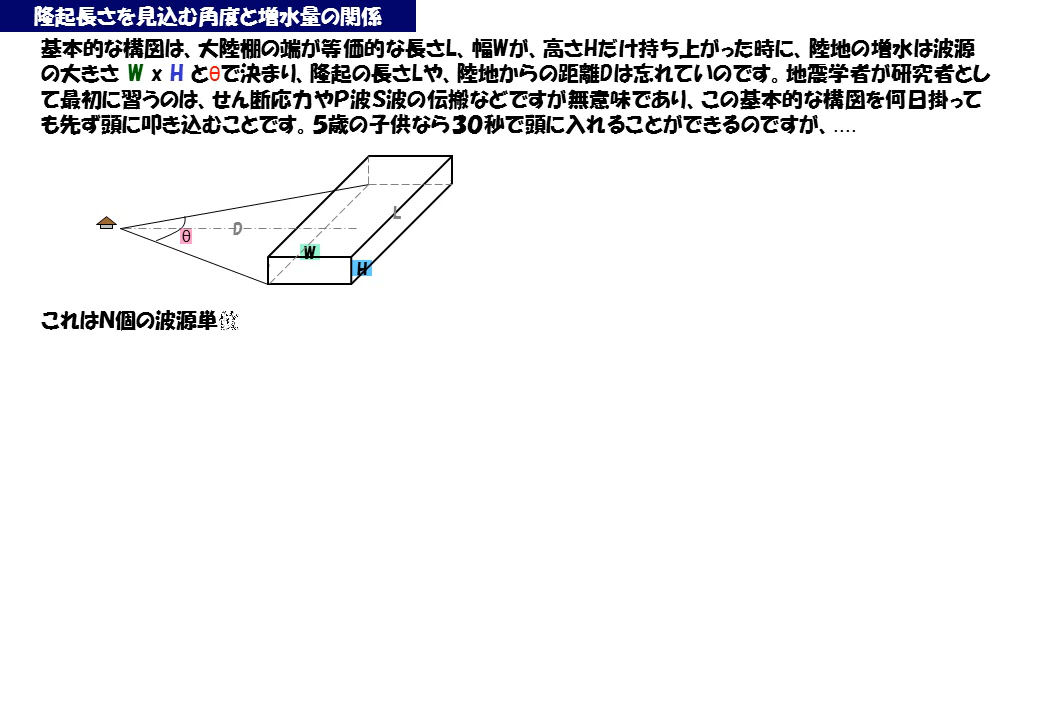 隆起長さを見込む角度と増水量の関係
基本的な構図は、大陸棚の端が等価的な長さL、幅Wが、高さHだけ持ち上がった時に、陸地の増水は波源
の大きさ W x H とθで決まり、隆起の長さLや、陸地からの距離Dは忘れていのです。地震学者が研究者とし
て最初に習うのは、せん断応力やP波S波の伝搬などですが無意味であり、この基本的な構図を何日掛って
も先ず頭に叩き込むことです。5歳の子供なら30秒で頭に入れることができるのですが、....
L
D
θ
W
H
これはN個の波源単位